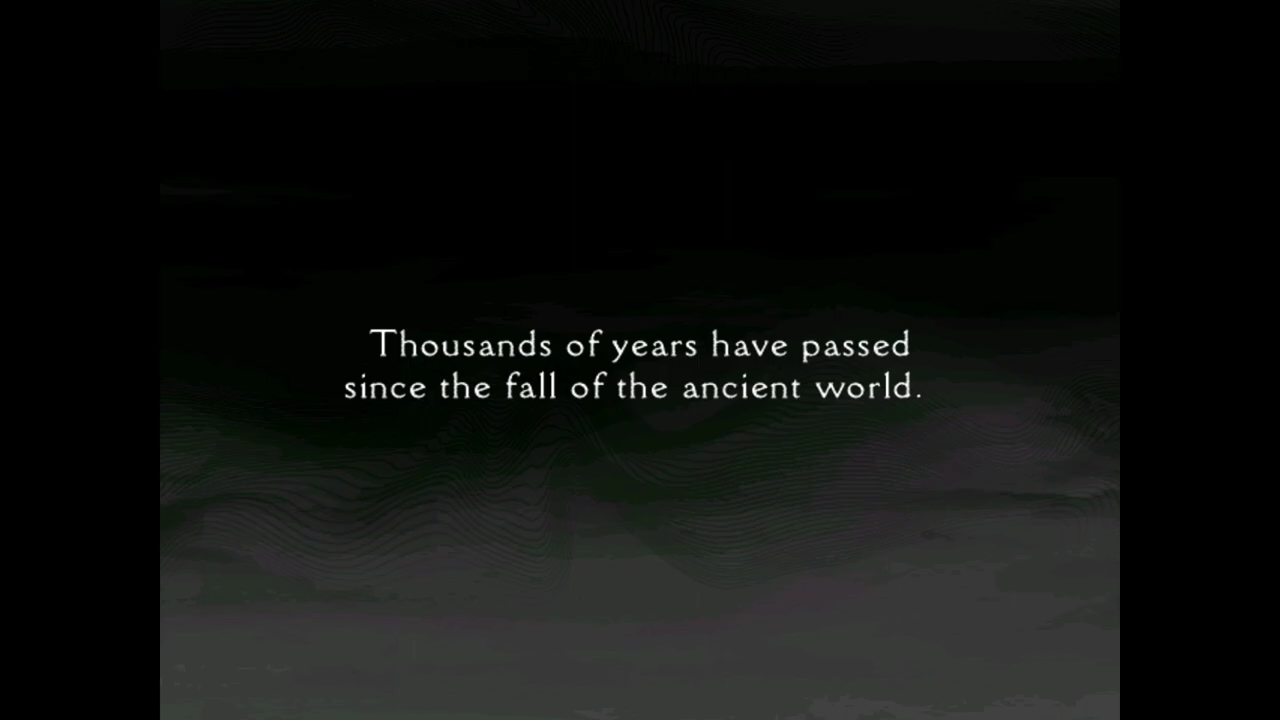 Thousands of years have passed
since the fall of the ancient world.